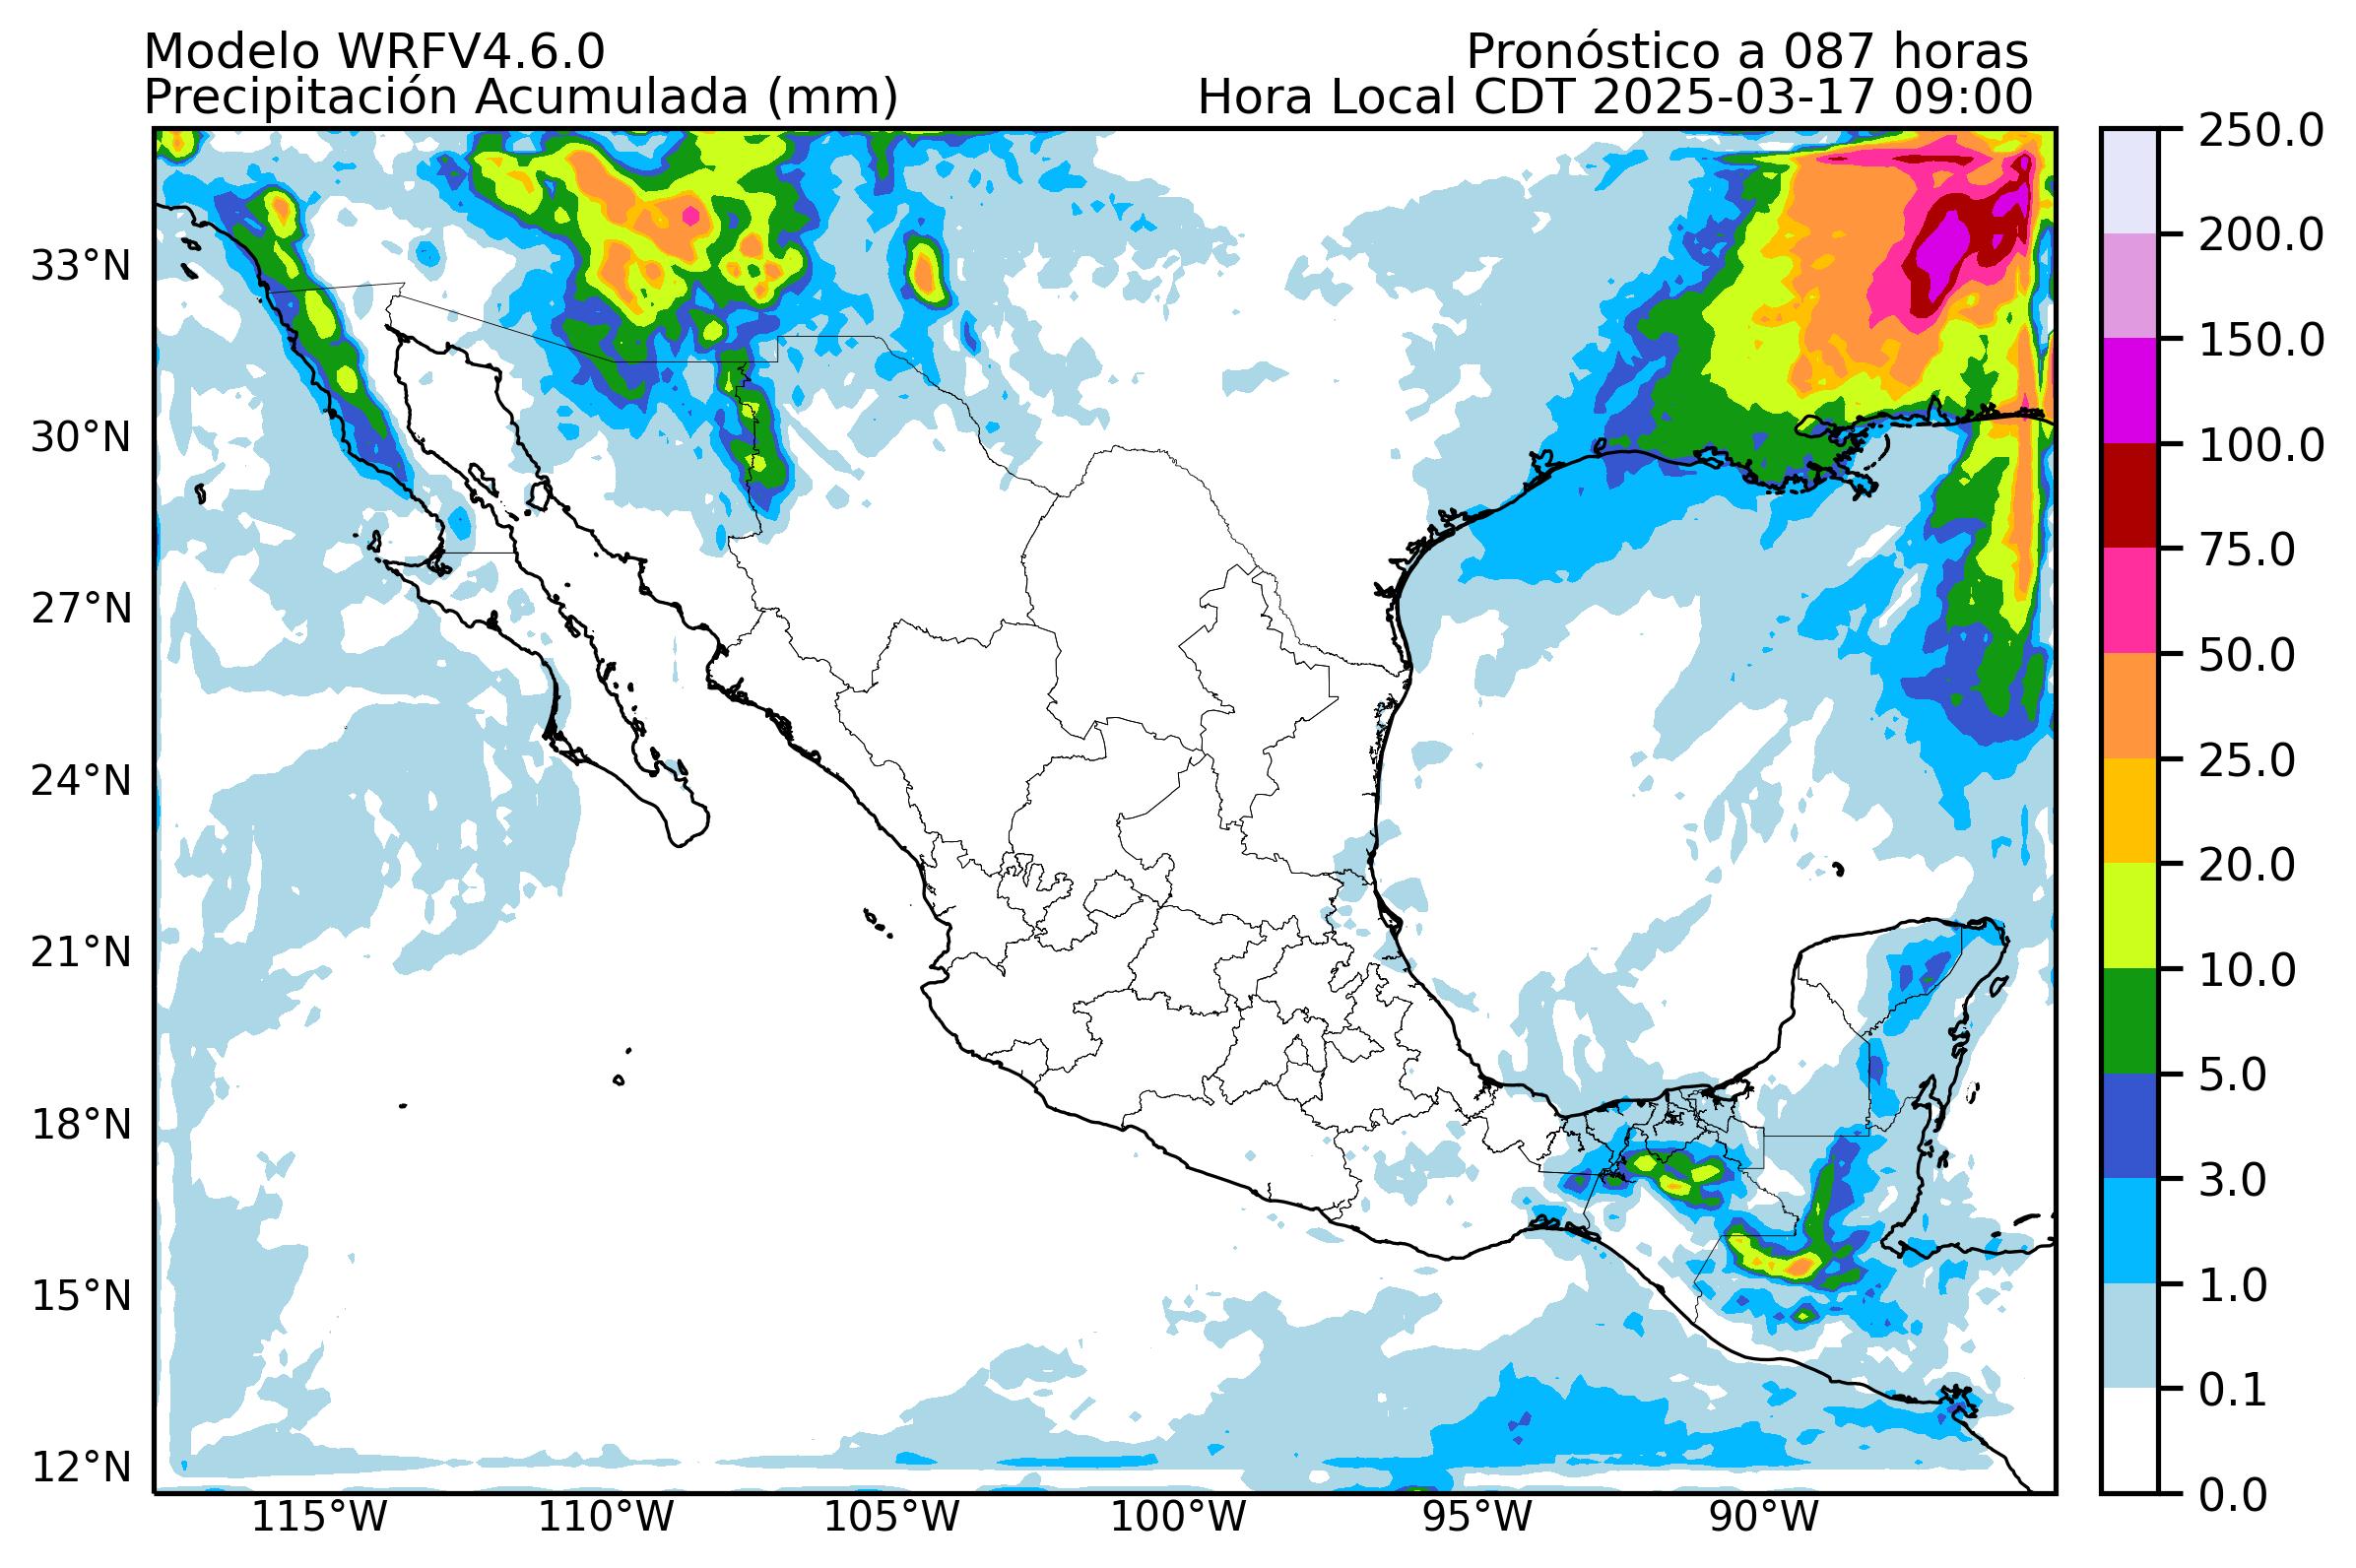 Modelo WRFV4.6.0
Pronóstico a 087 horas
Precipitación Acumulada (mm)
Hora Local CDT 2025-03-17 09:00
33°N
30°N
27°N
24°N
21°N
18°N
15°N
12°N
115°W
110°W
105°W
100°W
95°W
90°W
250.0
200.0
150.0
100.0
75.0
50.0
25.0
20.0
10.0
5.0
3.0
1.0
0.1
0.0